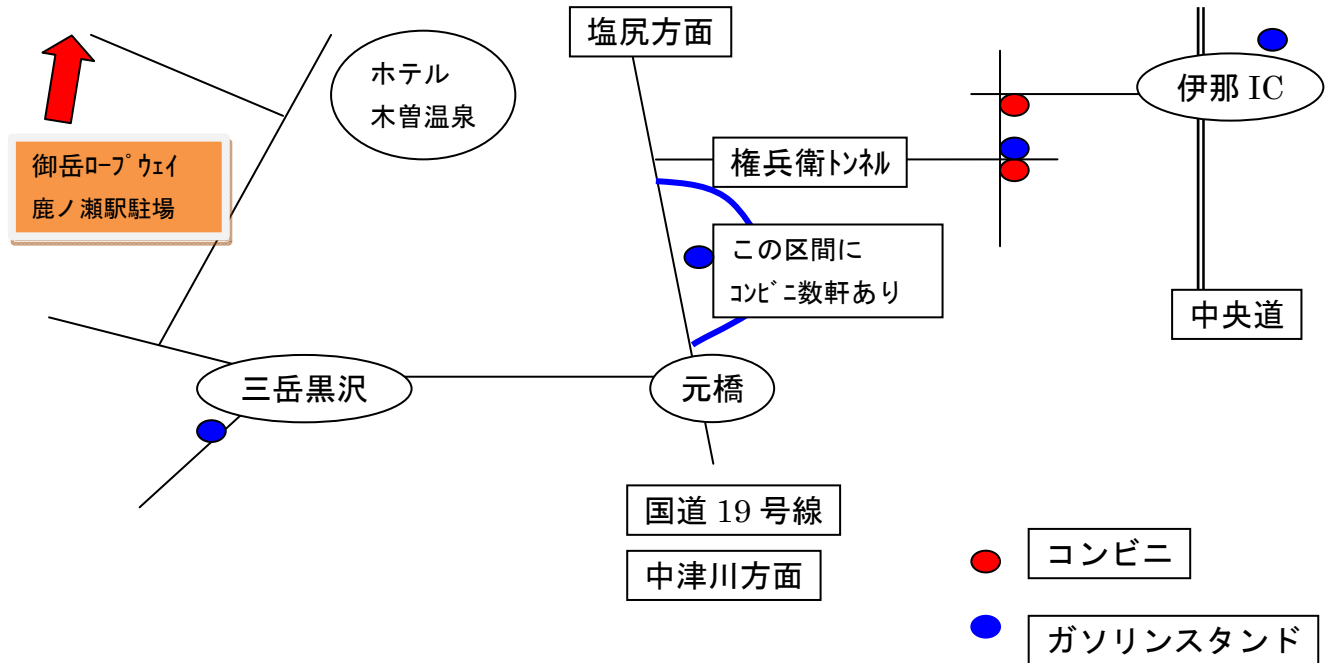 塩尻方面
ホテル
木曽温泉
伊那 IC
御岳ﾛｰﾌﾟｳｪｲ
鹿ノ瀬駅駐場
権兵衛ﾄﾝﾈﾙ
この区間に
ｺﾝﾋﾞﾆ数軒あり
中央道
三岳黒沢
元橋
国道 19 号線
中津川方面
コンビニ
ガソリンスタンド